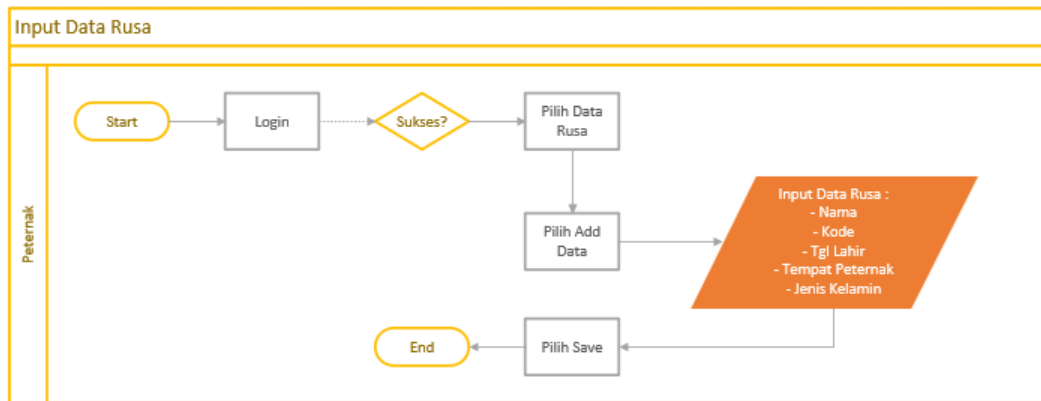 Input Data Rusa
Peternak
Start
Login
Sukses?
Pilih Data
Rusa
Pilih Add
Data
Input Data Rusa :
- Nama
- Kode
- Tgl Lahir
- Tempat Peternak
- Jenis Kelamin
Pilih Save
End